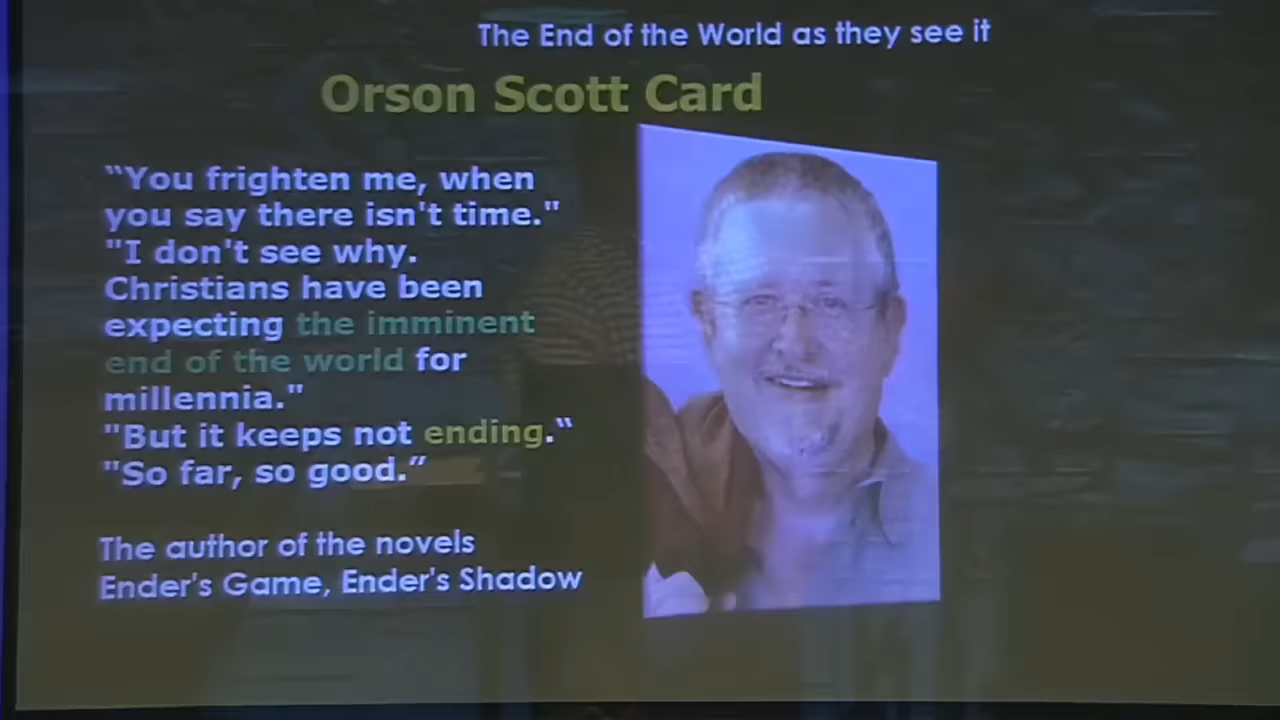 The End of the World as they see it
Orson Scott Card
“You frighten me, when
you say there isn't time."
"I don't see why.
Christians have been
expecting the imminent
end of the world for
millennia."
"But it keeps not ending.“
"So far, so good.”
The author of the novels
Ender's Game, Ender's Shadow